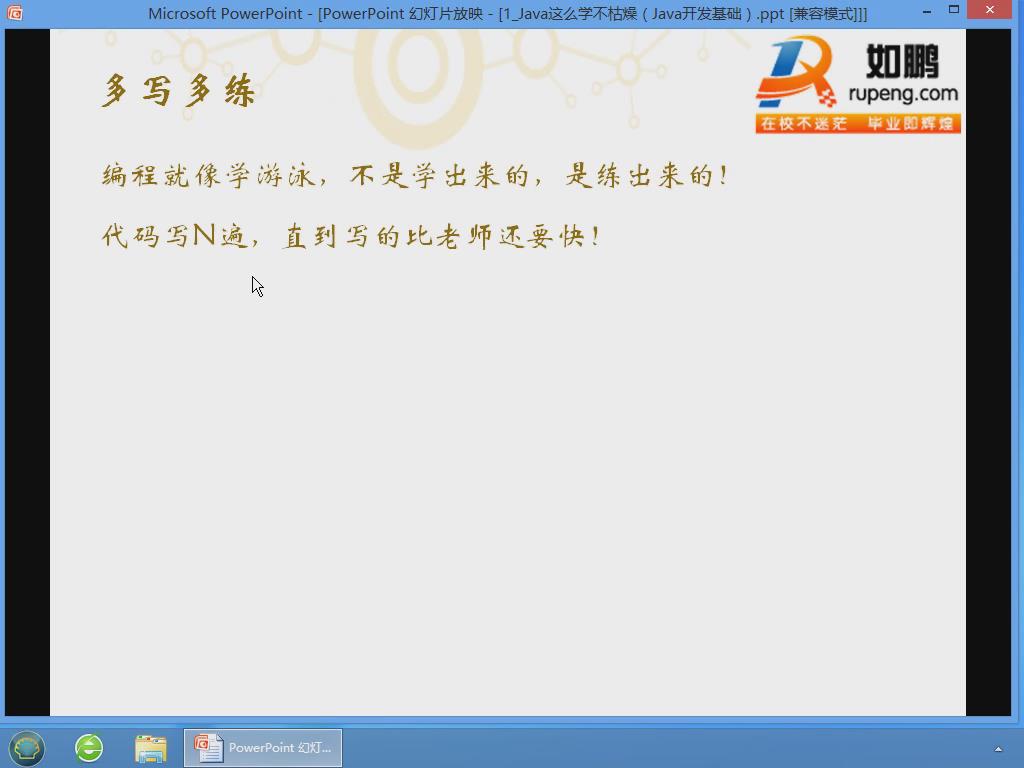 Microsoft PowerPoint - [PowerPoint 幻灯片放映 - [1_Java这么学不枯燥（Java开发基础）.ppt [兼容模式]]]
如鹏
rupeng.com
在校不迷茫 毕业即辉煌
多写多练
编程就像学游泳，不是学出来的，是练出来的！
代码写N遍，直到写的比老师还要快！
PowerPoint 幻灯...